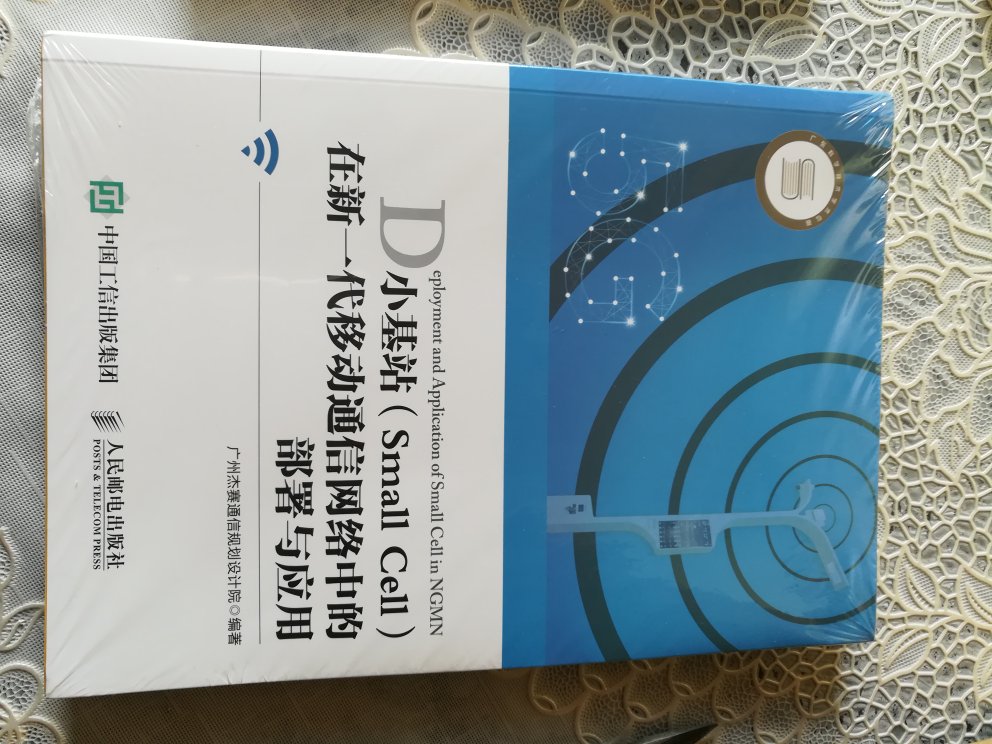 Deployment and Application of Small Cell in NGMN
小基站（Small Cell）
在新一代移动通信网络中的
部署与应用
广州杰赛通信规划设计院◎编著
中国工信出版集团
人民邮电出版社
POSTS & TELECOM PRESS